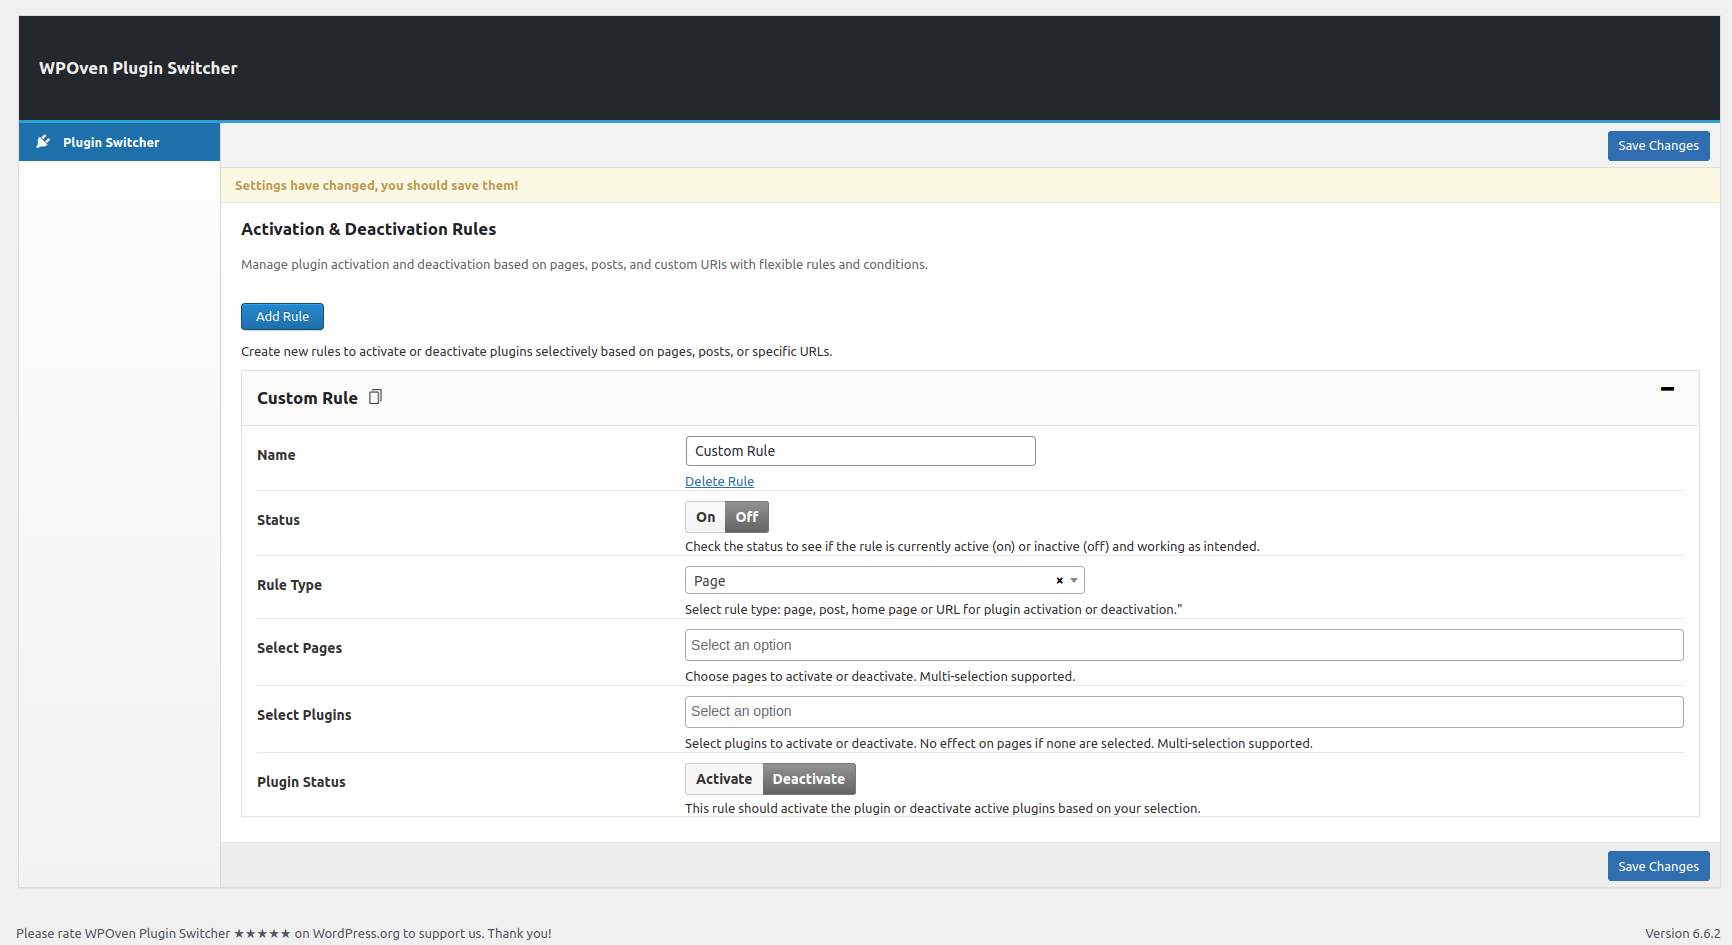 WPOven Plugin Switcher
Plugin Switcher
Save Changes
Settings have changed, you should save them!
Activation & Deactivation Rules
Manage plugin activation and deactivation based on pages, posts, and custom URIs with flexible rules and conditions.
Add Rule
Create new rules to activate or deactivate plugins selectively based on pages, posts, or specific URLs.
Custom Rule
Name
Custom Rule
Delete Rule
Status
On Off
Check the status to see if the rule is currently active (on) or inactive (off) and working as intended.
Rule Type
Page ×
Select rule type: page, post, home page or URL for plugin activation or deactivation."
Select Pages
Select an option
Choose pages to activate or deactivate. Multi-selection supported.
Select Plugins
Select an option
Select plugins to activate or deactivate. No effect on pages if none are selected. Multi-selection supported.
Plugin Status
Activate Deactivate
This rule should activate the plugin or deactivate active plugins based on your selection.
Save Changes
Please rate WPOven Plugin Switcher ★★★★★ on WordPress.org to support us. Thank you!
Version 6.6.2